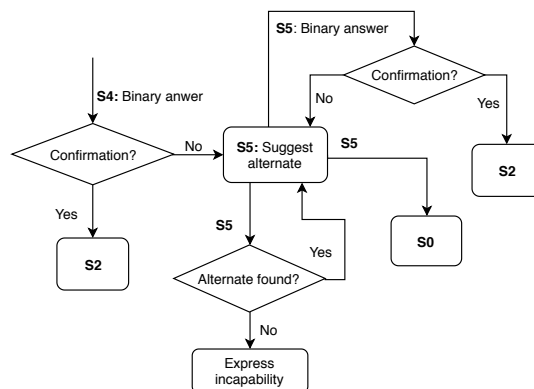 S5: Binary answer
S4: Binary anwer
Confirmation?
No
Yes
Confirmation?
No
S5: Suggest
alternate
S5
S2
Yes
S2
S5
Yes
S0
Alternate found?
No
Express
incapability